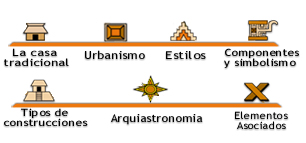 La casa
tradicional
Urbanismo
Estilos
Componentes
y simbolismo
Tipos de
construcciones
Arquiastronomía
Elementos
Asociados